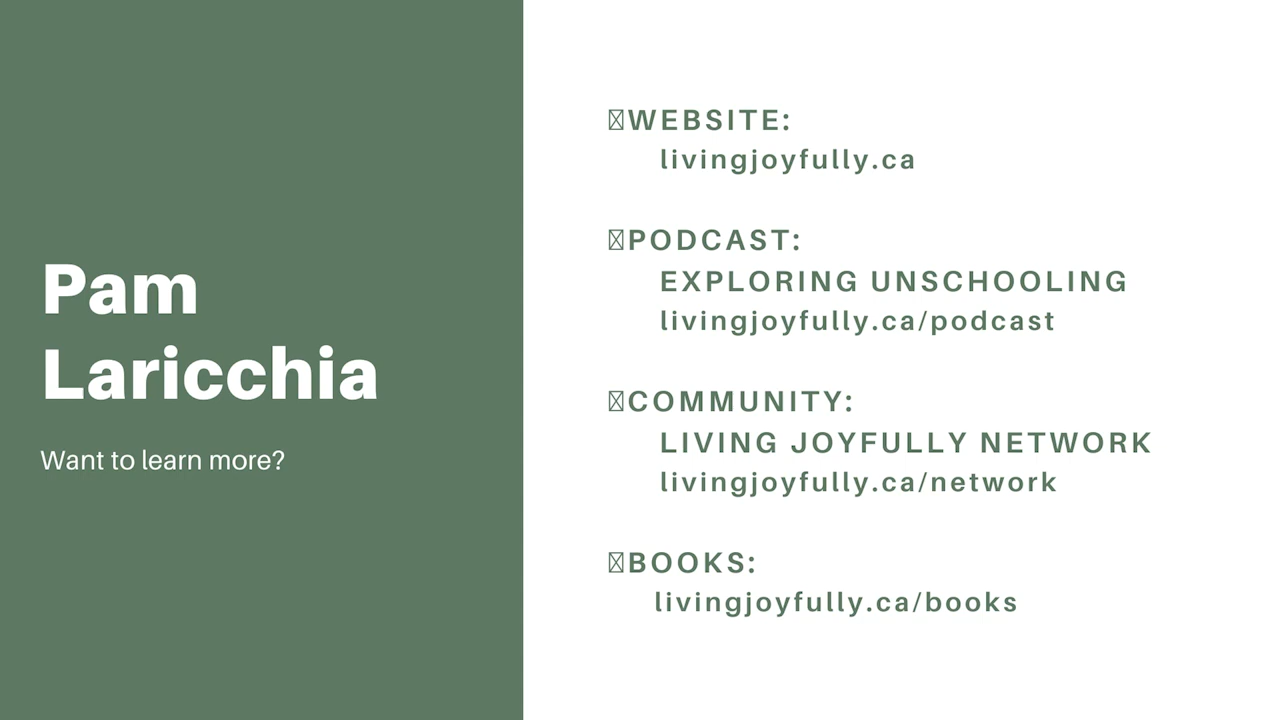 Pam
Laricchia
Want to learn more?
WEBSITE:
livingjoyfully.ca
PODCAST:
EXPLORING UNSCHOOLING
livingjoyfully.ca/podcast
COMMUNITY:
LIVING JOYFULLY NETWORK
livingjoyfully.ca/network
BOOKS:
livingjoyfully.ca/books